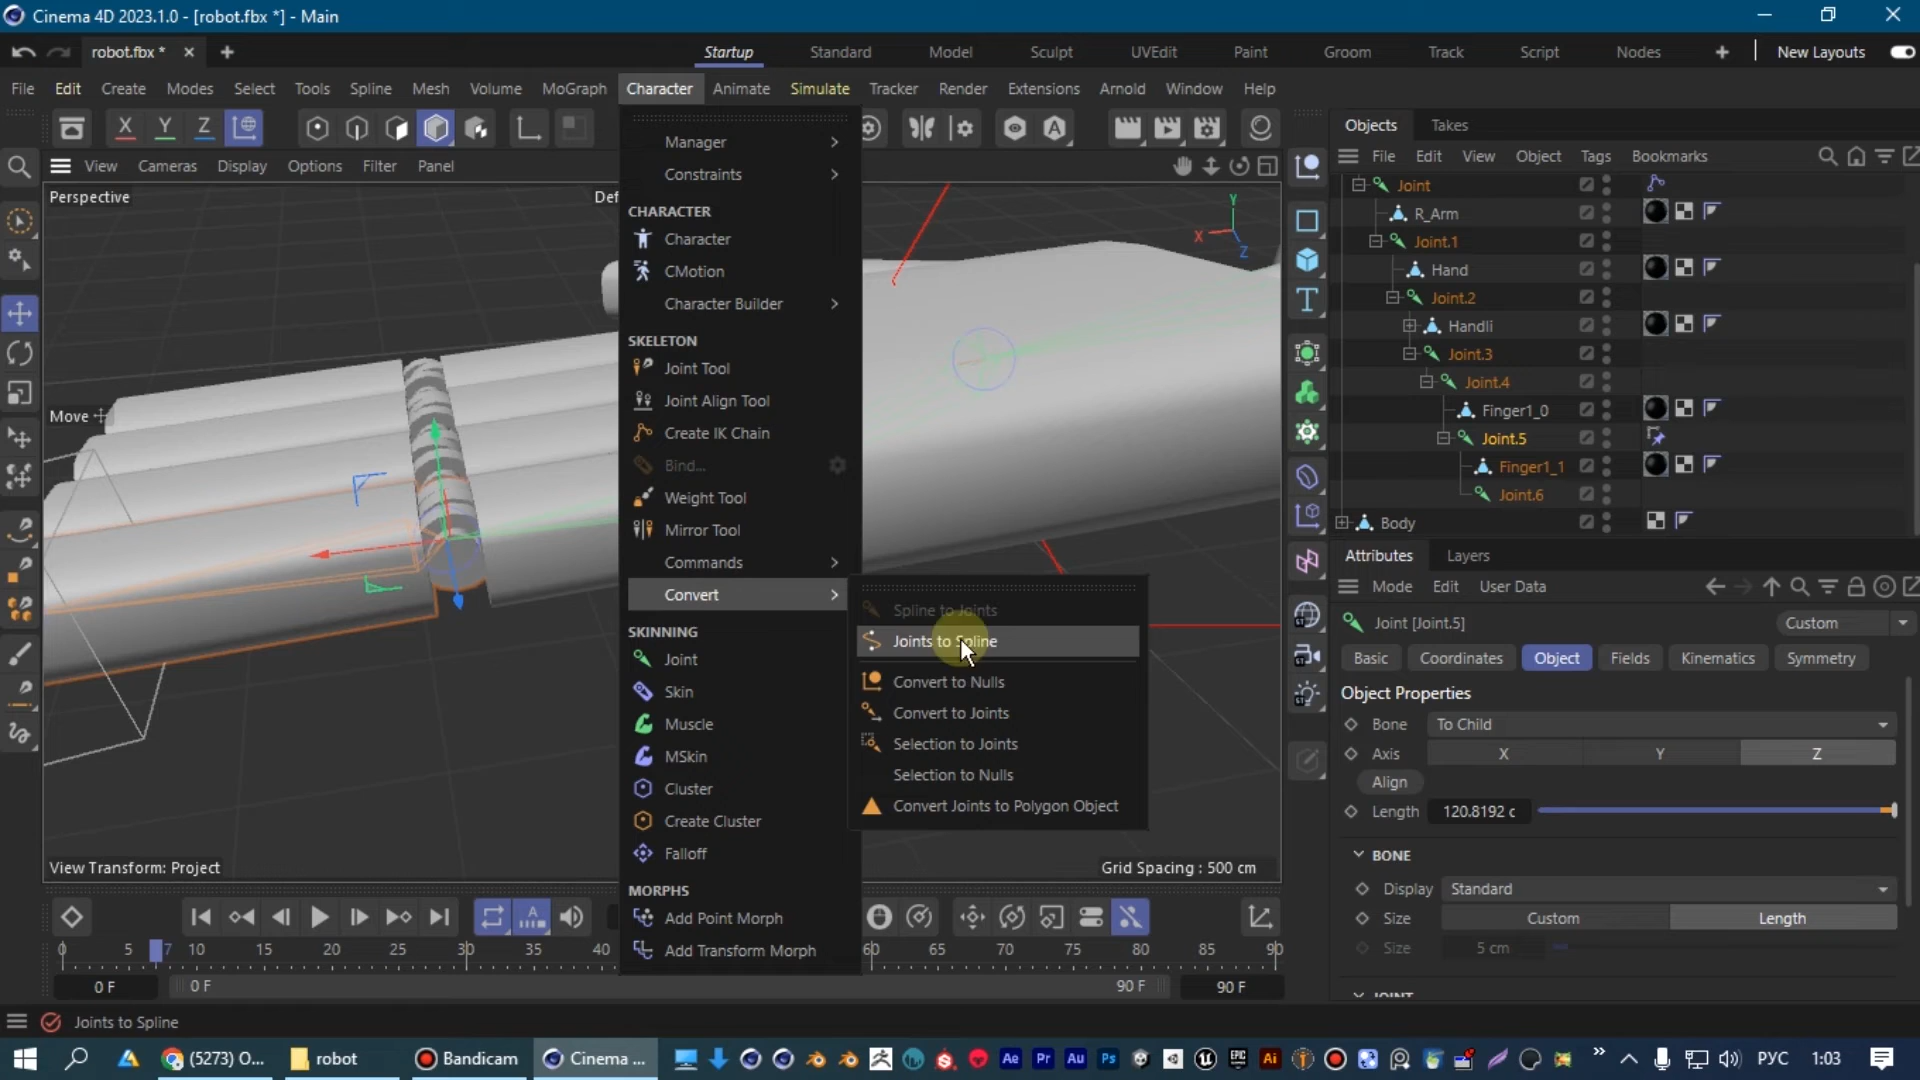 Cinema 4D 2023.1.0 - [robot.fbx *] - Main
robot.fbx *
Startup Standard Model Sculpt UVEdit Paint Groom Track Script Nodes New Layouts
File Edit Create Modes Select Tools Spline Mesh Volume MoGraph Character Animate Simulate Tracker Render Extensions Arnold Window Help
X Y Z
View Cameras Display Options Filter Panel
Perspective
Def
Move
View Transform: Project
Grid Spacing : 500 cm
Y
X
Z
Manager
Constraints
CHARACTER
Character
CMotion
Character Builder
SKELETON
Joint Tool
Joint Align Tool
Create IK Chain
Bind...
Weight Tool
Mirror Tool
Commands
Convert
SKINNING
Joint
Skin
Muscle
MSkin
Cluster
Create Cluster
Falloff
MORPHS
Add Point Morph
Add Transform Morph
Spline to Joints
Joints to Spline
Convert to Nulls
Convert to Joints
Selection to Joints
Selection to Nulls
Convert Joints to Polygon Object
Objects Takes
File Edit View Object Tags Bookmarks
Joint
R_Arm
Joint.1
Hand
Joint.2
Handli
Joint.3
Joint.4
Finger1_0
Joint.5
Finger1_1
Joint.6
Body
Attributes Layers
Mode Edit User Data
Joint [Joint.5]
Custom
Basic Coordinates Object Fields Kinematics Symmetry
Object Properties
Bone To Child
Axis X Y Z
Align
Length 120.8192 c
BONE
Display Standard
Size Custom Length
Size 5 cm
JOINT
0 5 7 10 15 20 25 30 35 40 60 65 70 75 80 85 90
0 F 0 F 90 F 90 F
Joints to Spline
(5273) O... robot Bandicam Cinema ... Ae Pr Au Ps Ai РУС 1:03